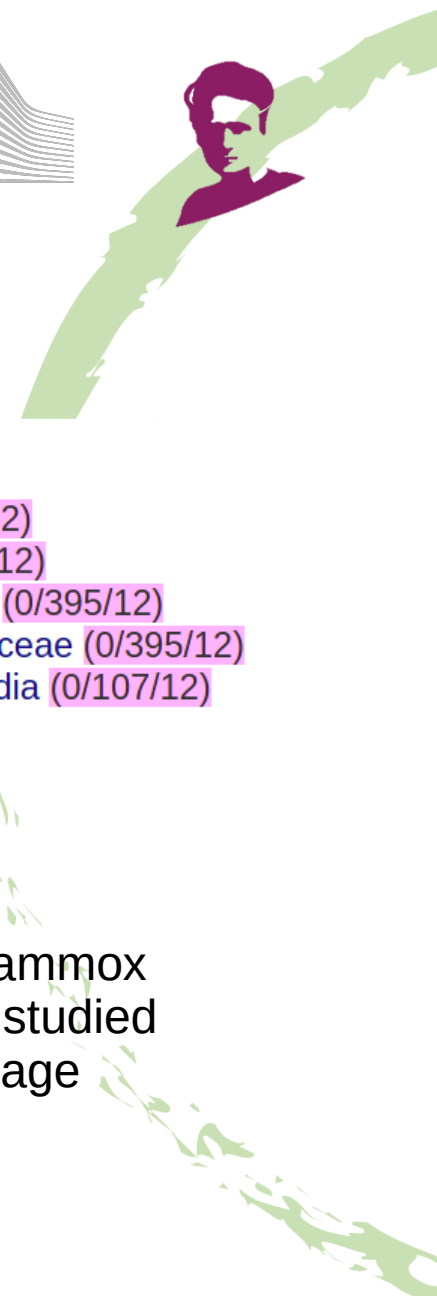 2)
12)
(0/395/12)
ceae (0/395/12)
dia (0/107/12)
ammox
studied
age